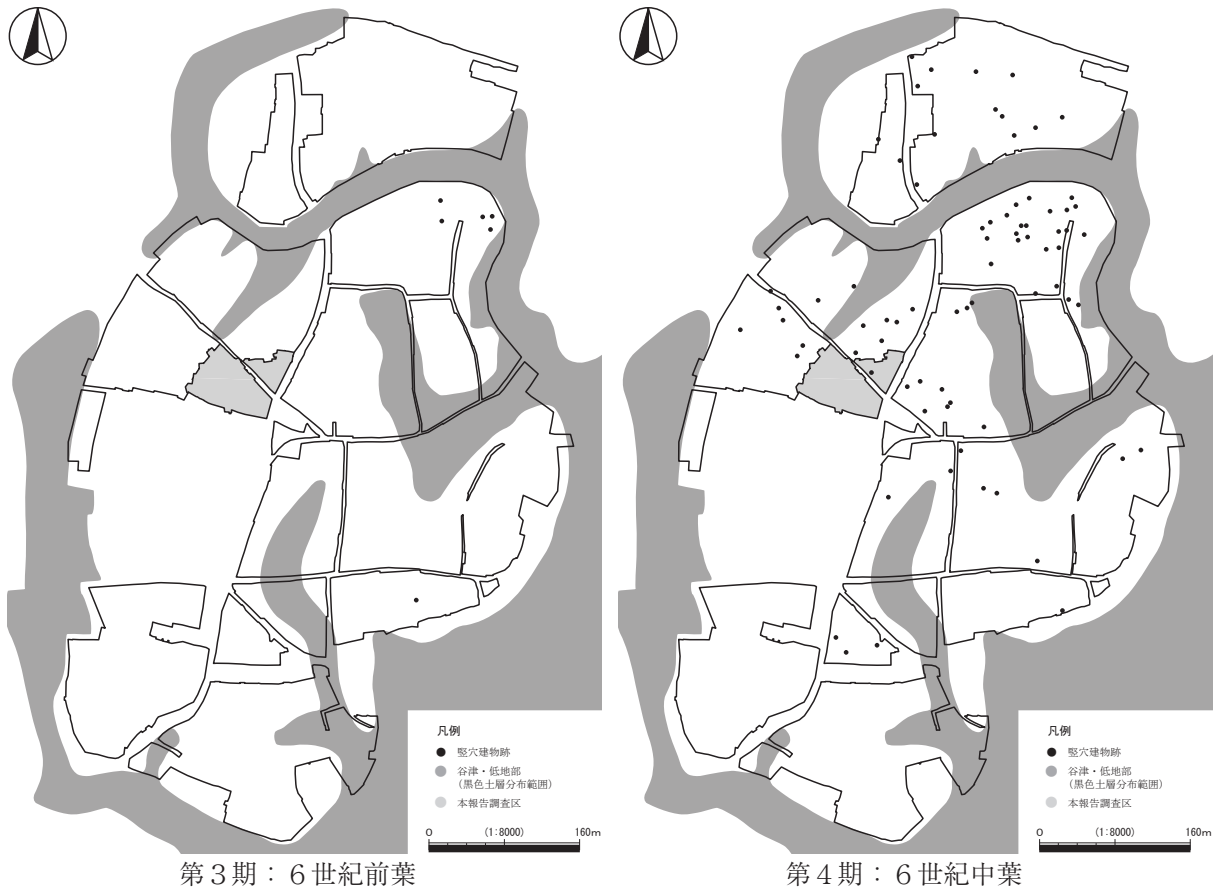 凡例
竪穴建物跡
谷津・低地部
(黒色土層分布範囲)
本報告調査区
0 (1:8000) 160m
第3期:6世紀前葉
凡例
竪穴建物跡
谷津・低地部
(黒色土層分布範囲)
本報告調査区
0 (1:8000) 160m
第4期:6世紀中葉